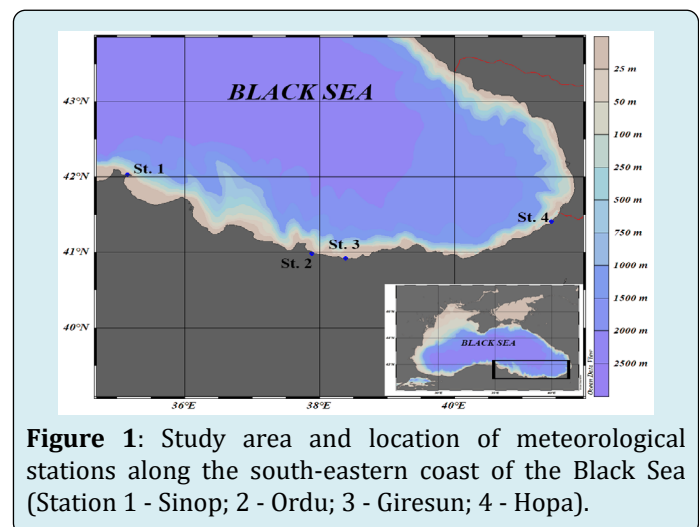 BLACK SEA
43°N
42°N
41°N
40°N
36°E
38°E
40°E
St. 1
St. 2
St. 3
St. 4
25 m
50 m
100 m
250 m
500 m
750 m
1000 m
1500 m
2000 m
2500 m
Ocean Data View
BLACK SEA
Figure 1: Study area and location of meteorological
stations along the south-eastern coast of the Black Sea
(Station 1 - Sinop; 2 - Ordu; 3 - Giresun; 4 - Hopa).